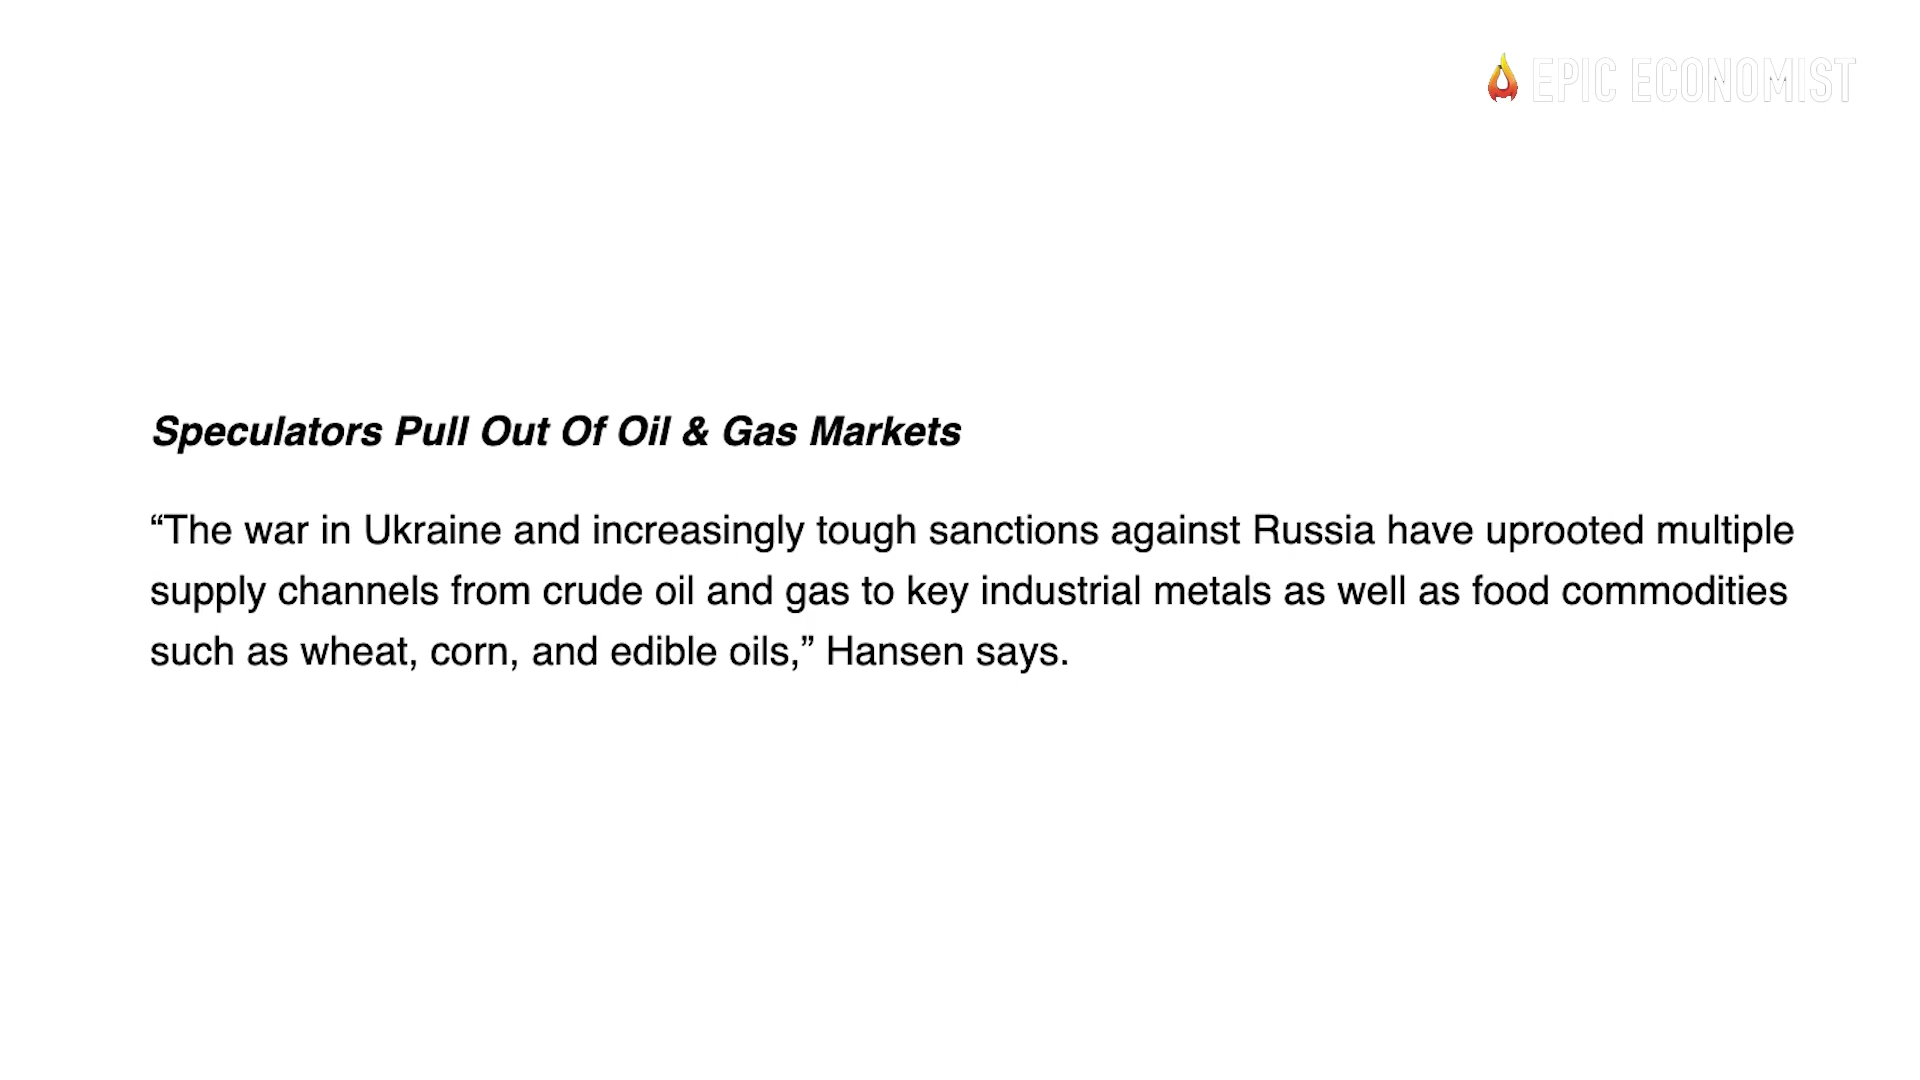 EPIC ECONOMIST
Speculators Pull Out Of Oil & Gas Markets
“The war in Ukraine and increasingly tough sanctions against Russia have uprooted multiple
supply channels from crude oil and gas to key industrial metals as well as food commodities
such as wheat, corn, and edible oils,” Hansen says.